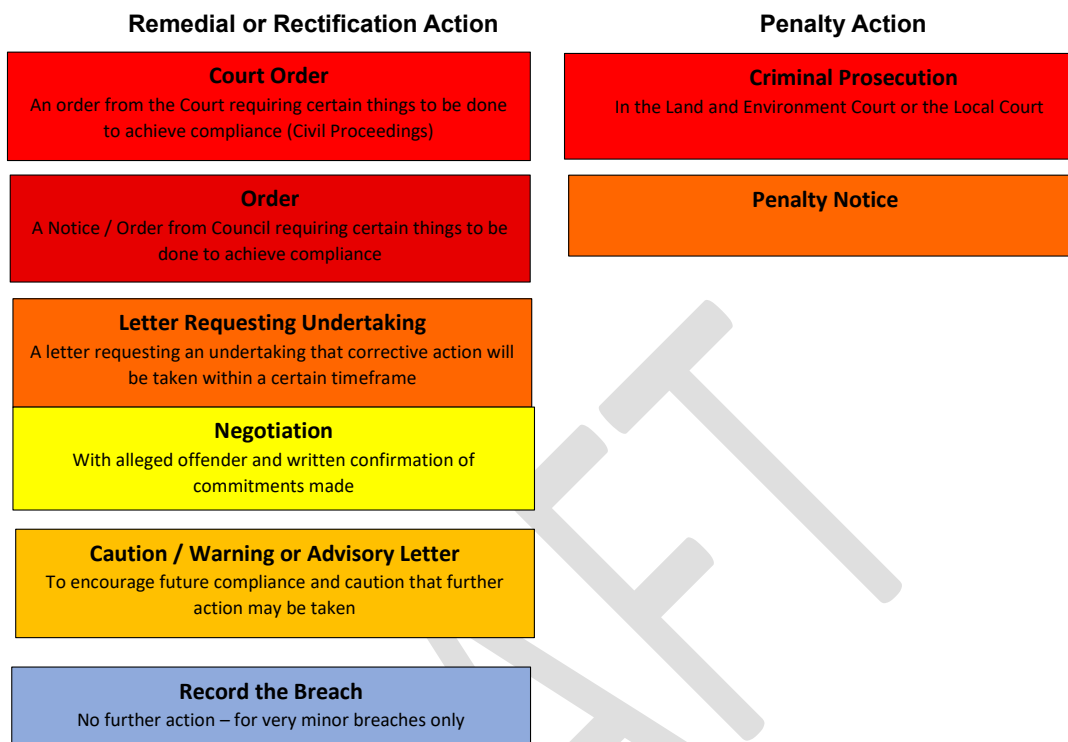 Remedial or Rectification Action
Penalty Action
Court Order
An order from the Court requiring certain things to be done
to achieve compliance (Civil Proceedings)
Criminal Prosecution
In the Land and Environment Court or the Local Court
Order
A Notice / Order from Council requiring certain things to be
done to achieve compliance
Penalty Notice
Letter Requesting Undertaking
A letter requesting an undertaking that corrective action will
be taken within a certain timeframe
Negotiation
With alleged offender and written confirmation of
commitments made
Caution / Warning or Advisory Letter
To encourage future compliance and caution that further
action may be taken
Record the Breach
No further action – for very minor breaches only
AFT